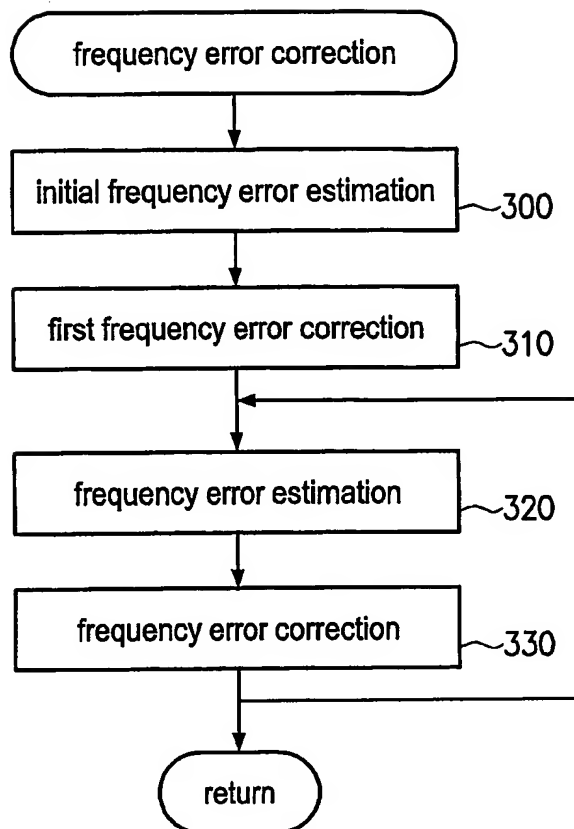 frequency error correction
initial frequency error estimation
300
first frequency error correction
310
frequency error estimation
320
frequency error correction
330
return